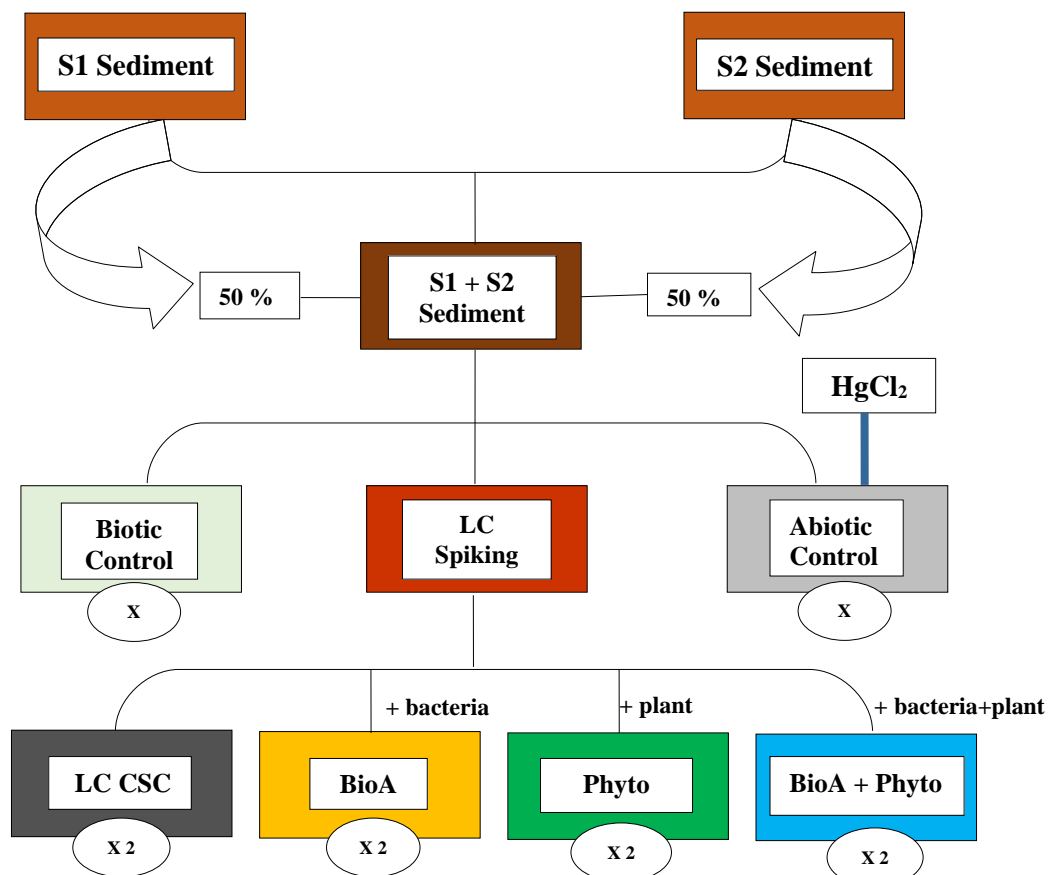 S1 Sediment
S2 Sediment
50 %
S1 + S2
Sediment
50 %
HgCl₂
Biotic
Control
LC
Spiking
Abiotic
Control
X
X
+ bacteria
+ plant
+ bacteria+plant
LC CSC
BioA
Phyto
BioA + Phyto
X 2
X 2
X 2
X 2